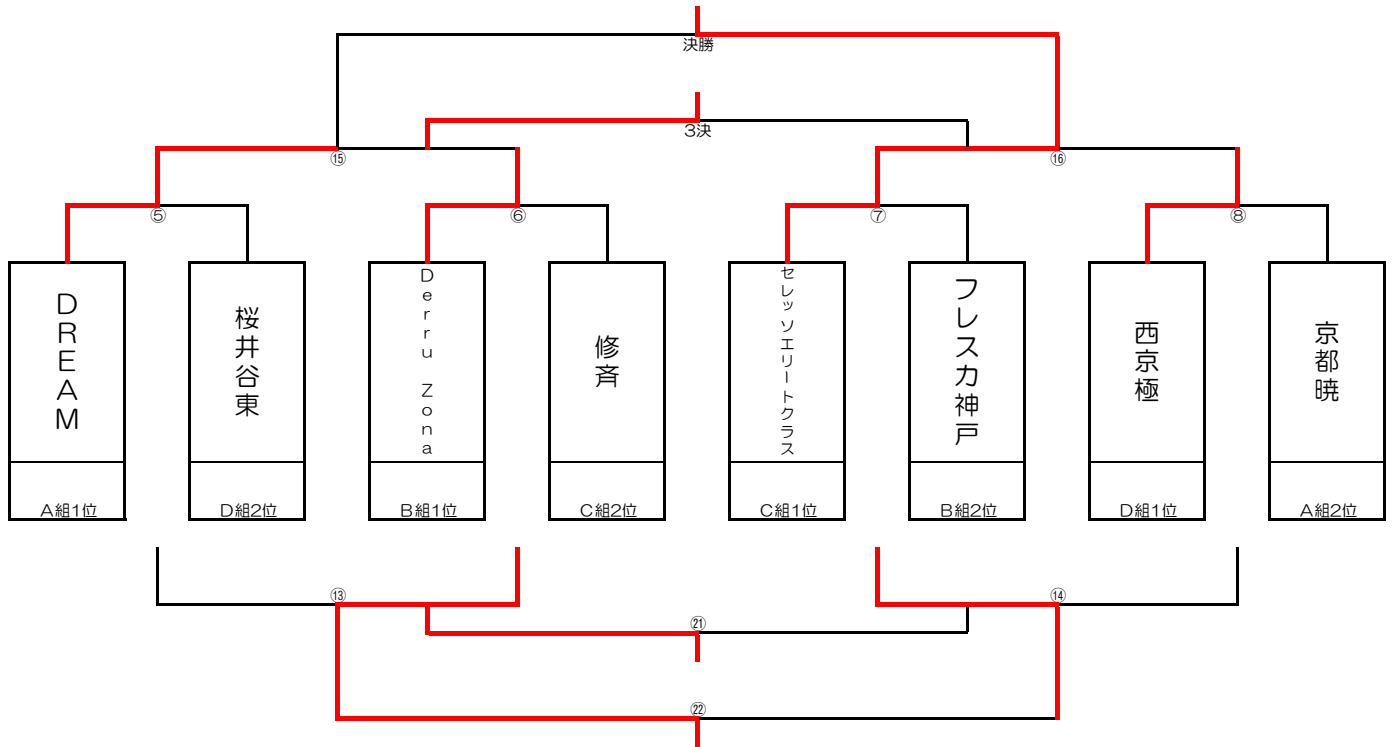 決勝
3決
⑮
⑯
⑤
⑥
⑦
⑧
DREAM
桜井谷東
Derru Zona
修斉
セレッソエリートクラス
フレスカ神戸
西京極
京都暁
A組1位
D組2位
B組1位
C組2位
C組1位
B組2位
D組1位
A組2位
⑬
⑭
㉑
㉒